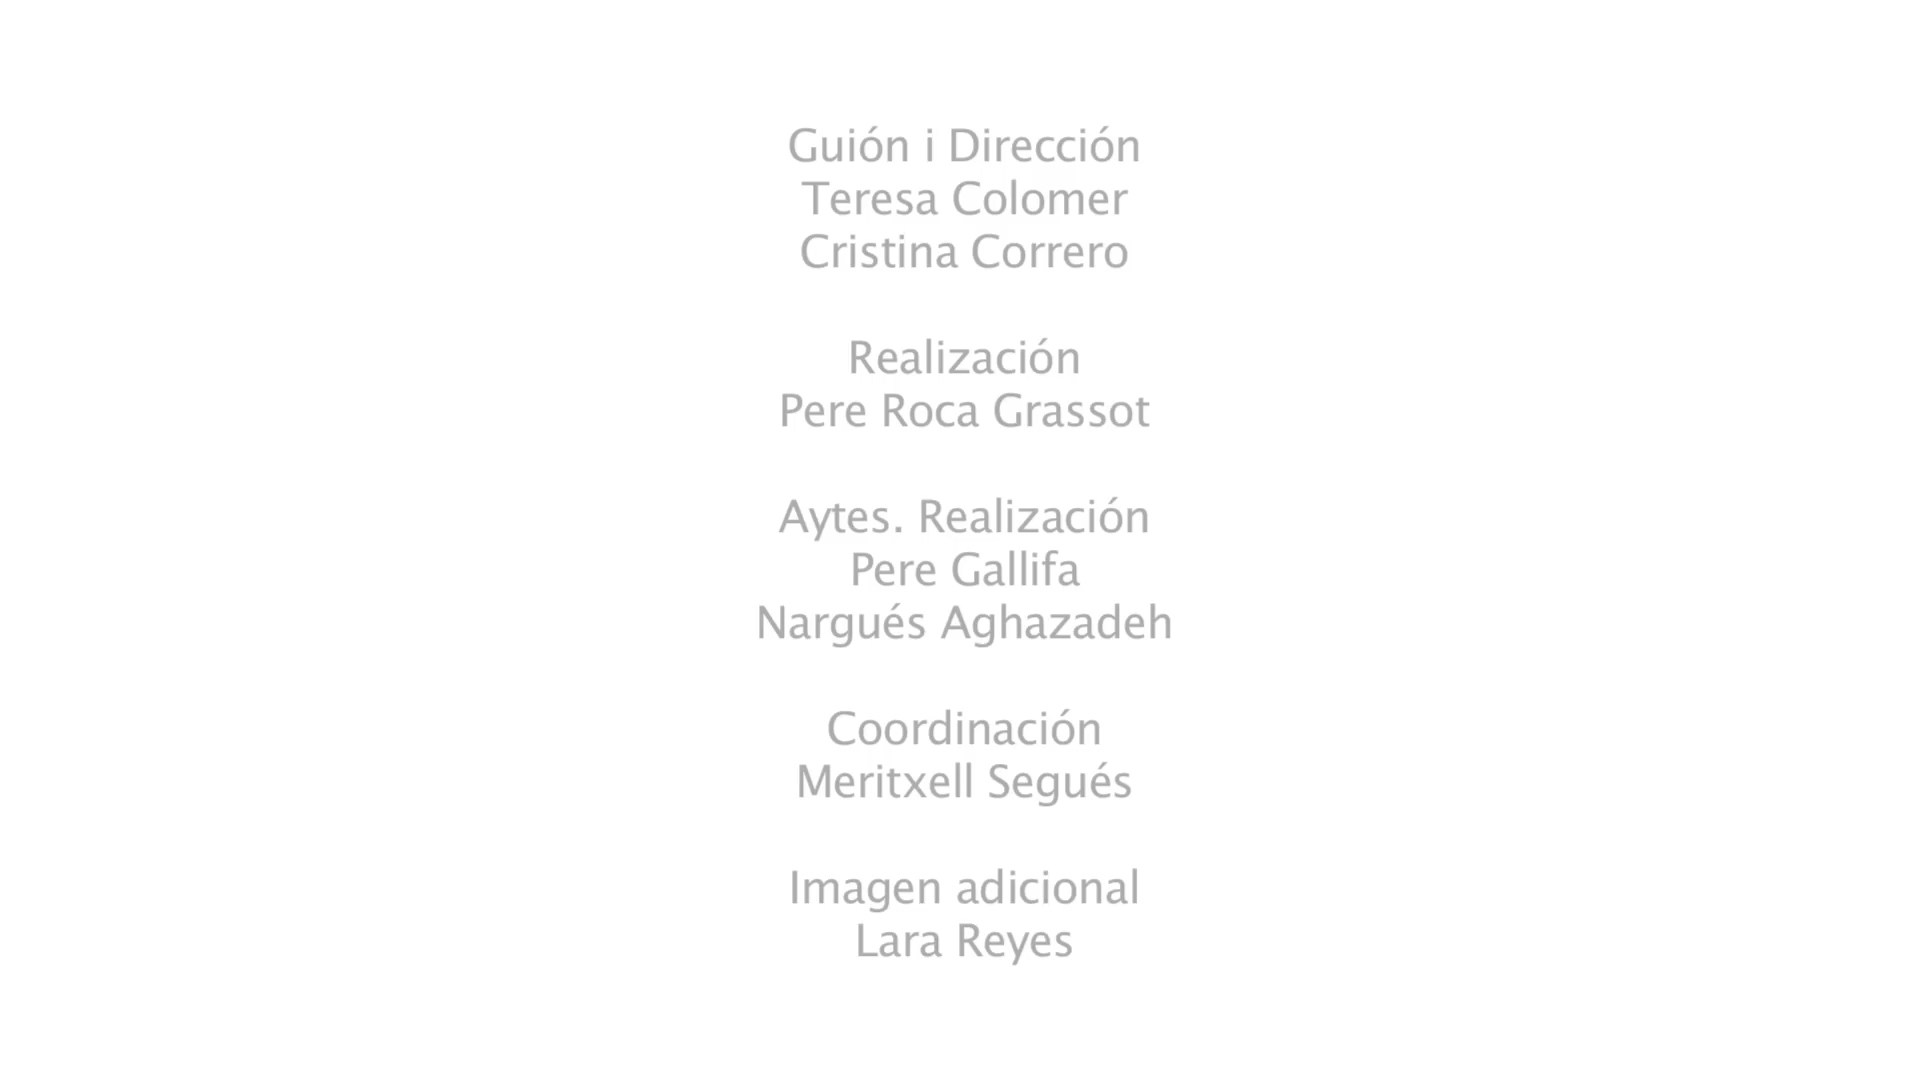 Guión i Dirección
Teresa Colomer
Cristina Correro
Realización
Pere Roca Grassot
Aytes. Realización
Pere Gallifa
Nargués Aghazadeh
Coordinación
Meritxell Segués
Imagen adicional
Lara Reyes